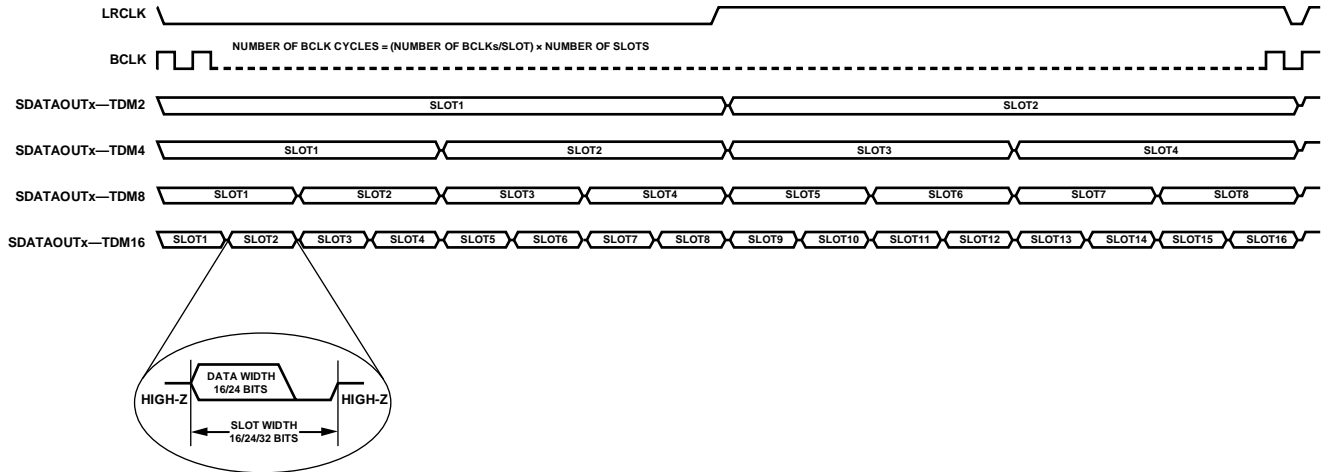 LRCLK
BCLK
NUMBER OF BCLK CYCLES = (NUMBER OF BCLKs/SLOT) × NUMBER OF SLOTS
SDATAOUTx—TDM2
SLOT1 SLOT2
SDATAOUTx—TDM4
SLOT1 SLOT2 SLOT3 SLOT4
SDATAOUTx—TDM8
SLOT1 SLOT2 SLOT3 SLOT4 SLOT5 SLOT6 SLOT7 SLOT8
SDATAOUTx—TDM16
SLOT1 SLOT2 SLOT3 SLOT4 SLOT5 SLOT6 SLOT7 SLOT8 SLOT9 SLOT10 SLOT11 SLOT12 SLOT13 SLOT14 SLOT15 SLOT16
DATA WIDTH
16/24 BITS
HIGH-Z HIGH-Z
SLOT WIDTH
16/24/32 BITS